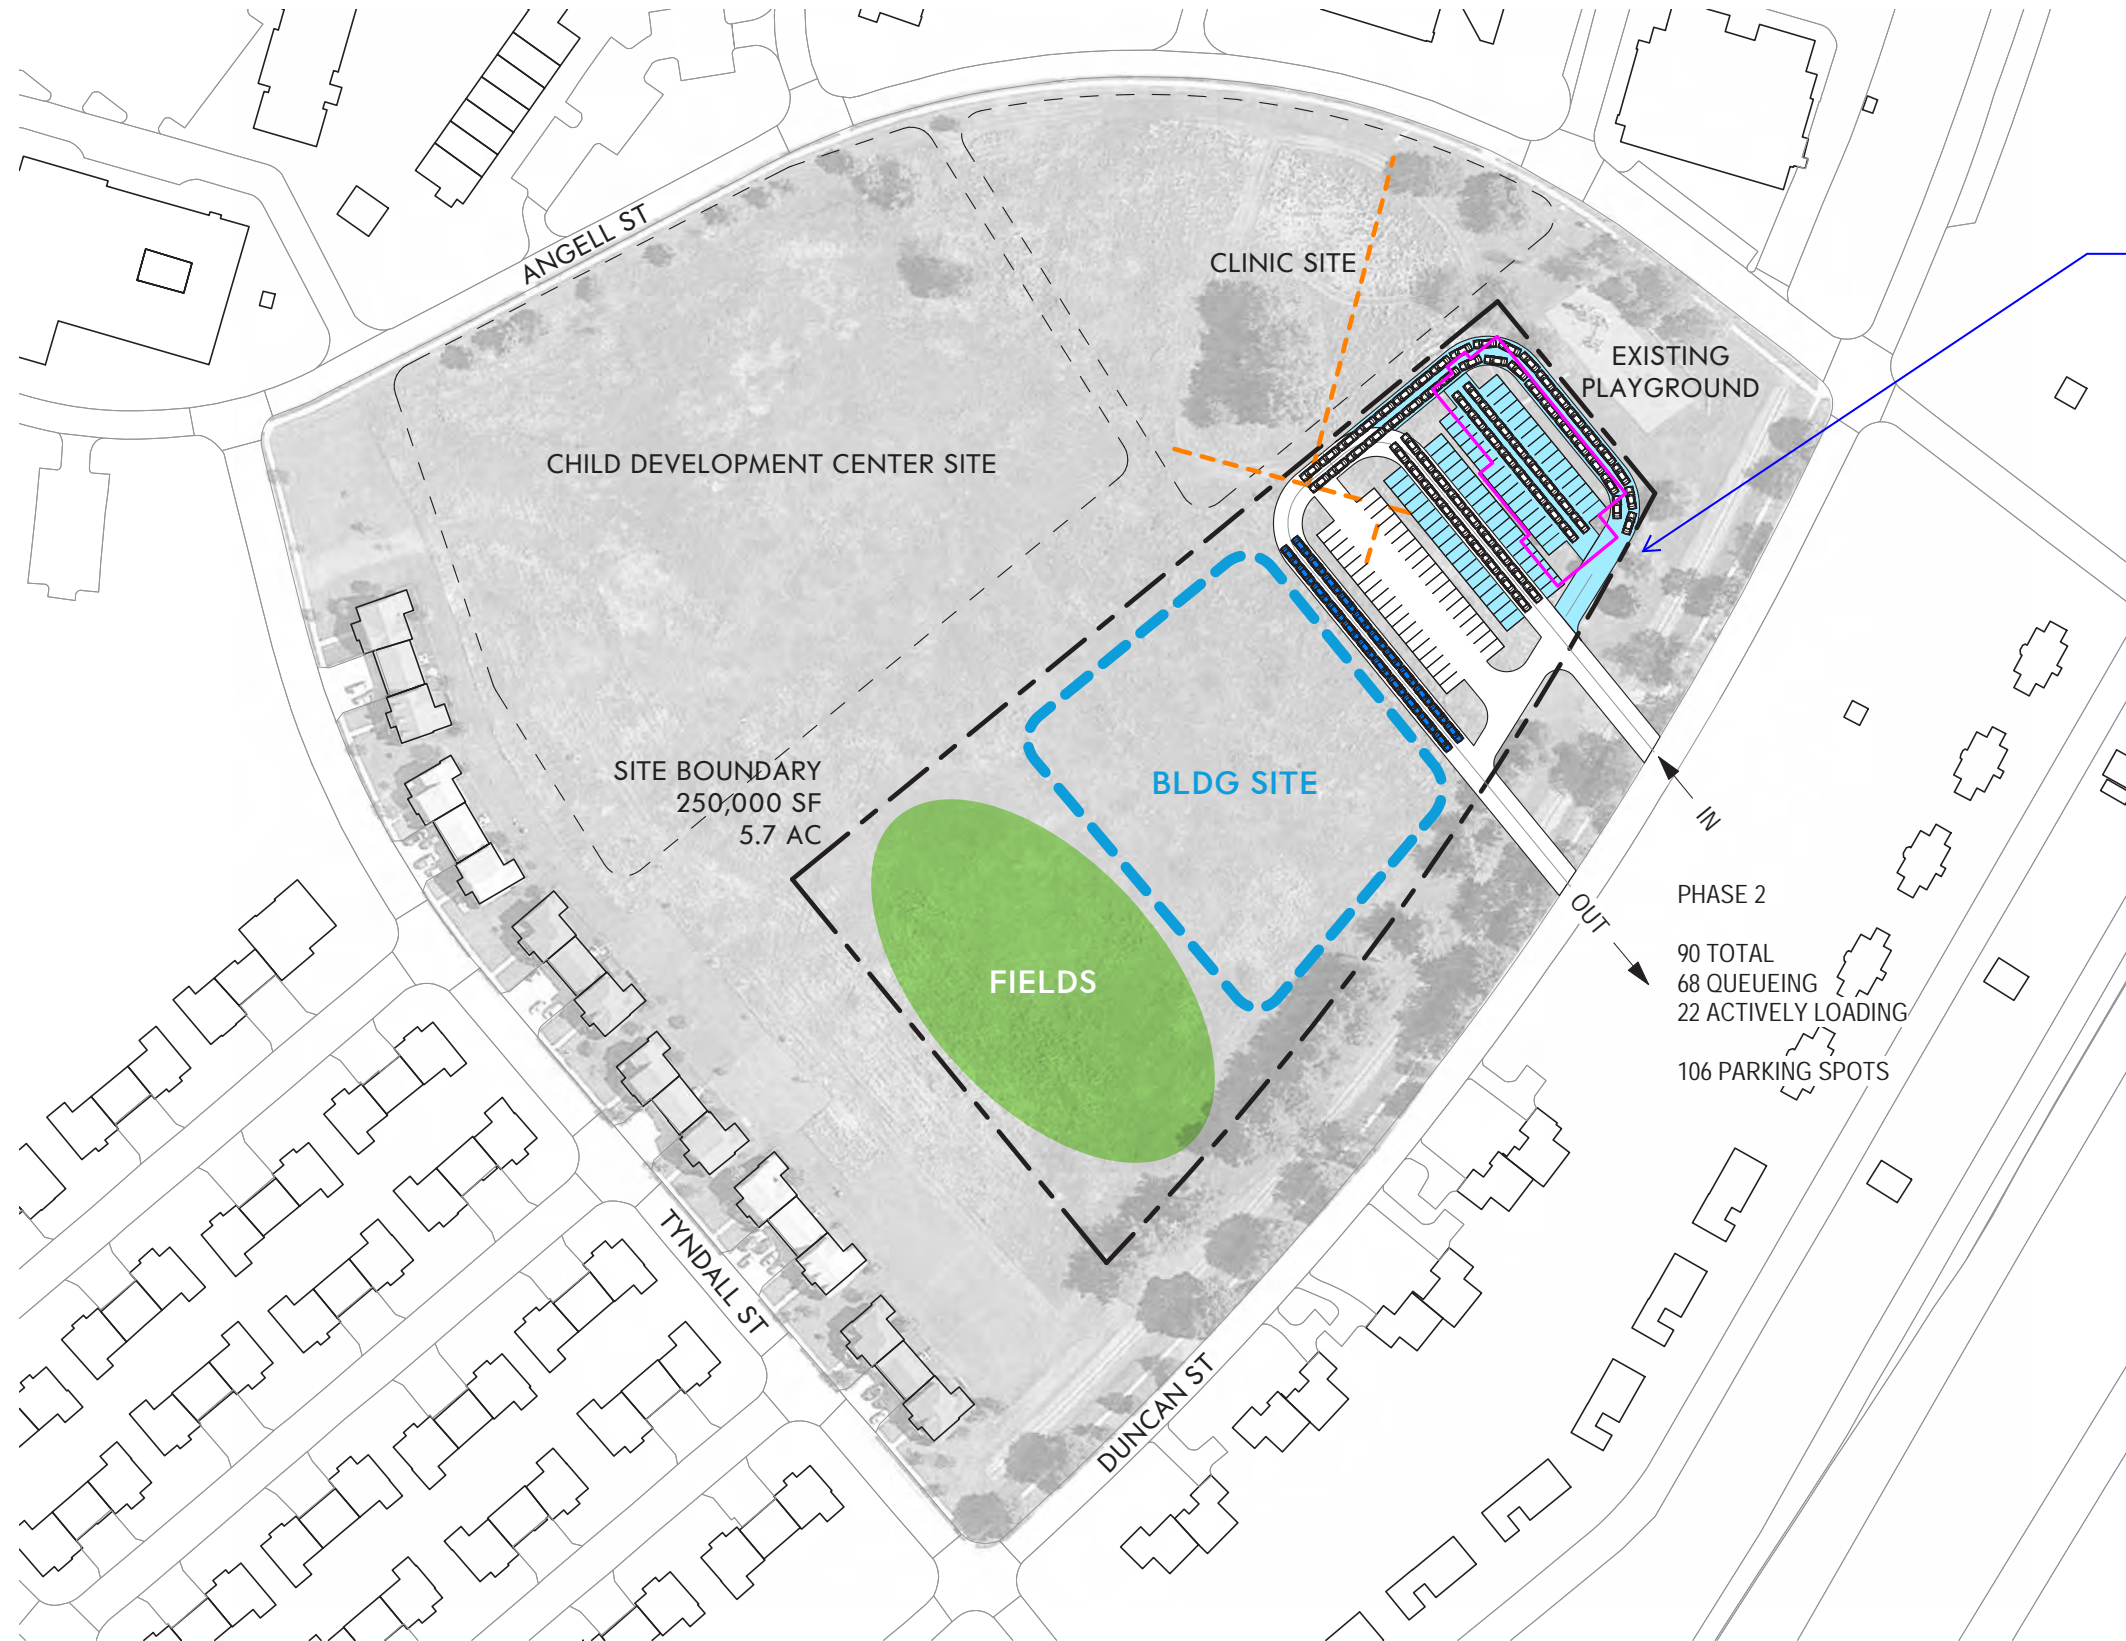 ANGELL ST
CLINIC SITE
EXISTING
PLAYGROUND
CHILD DEVELOPMENT CENTER SITE
SITE BOUNDARY
250,000 SF
5.7 AC
BLDG SITE
IN
OUT
PHASE 2
90 TOTAL
68 QUEUEING
22 ACTIVELY LOADING
106 PARKING SPOTS
FIELDS
TYNDALL ST
DUNCAN ST